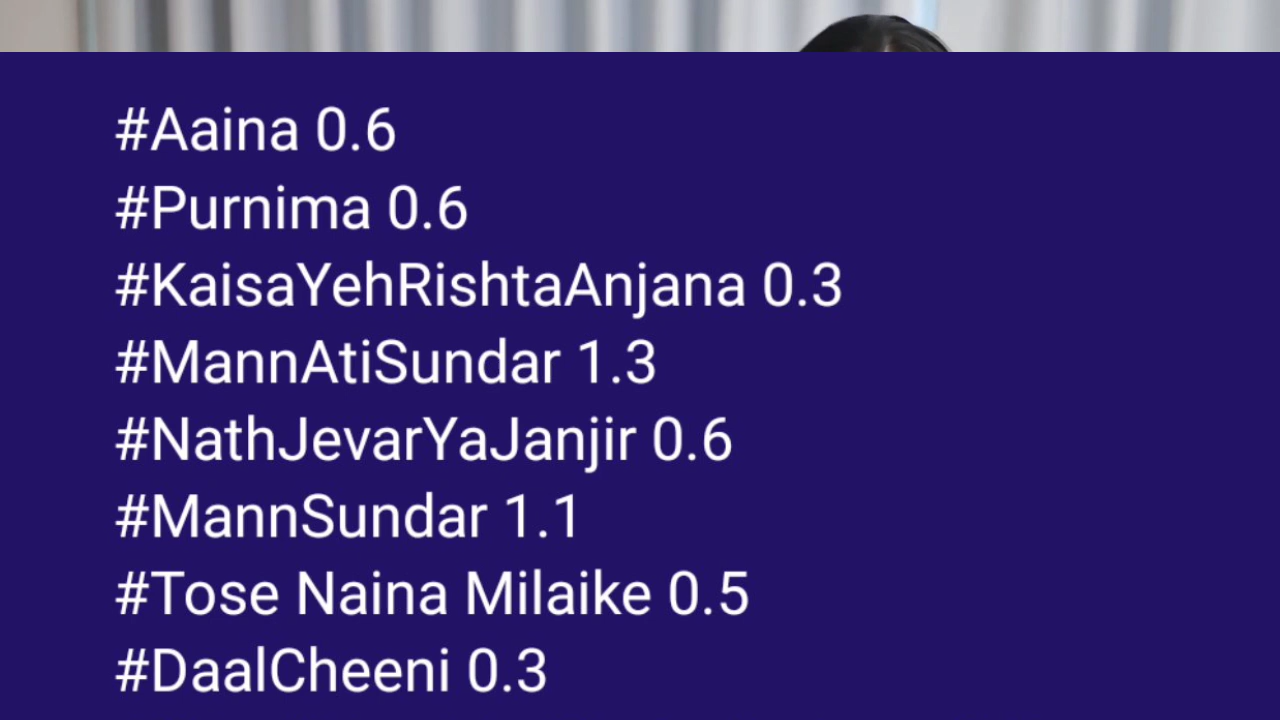 #Aaina 0.6
#Purnima 0.6
#KaisaYehRishtaAnjana 0.3
#MannAtiSundar 1.3
#NathJevarYaJanjir 0.6
#MannSundar 1.1
#Tose Naina Milaike 0.5
#DaalCheeni 0.3